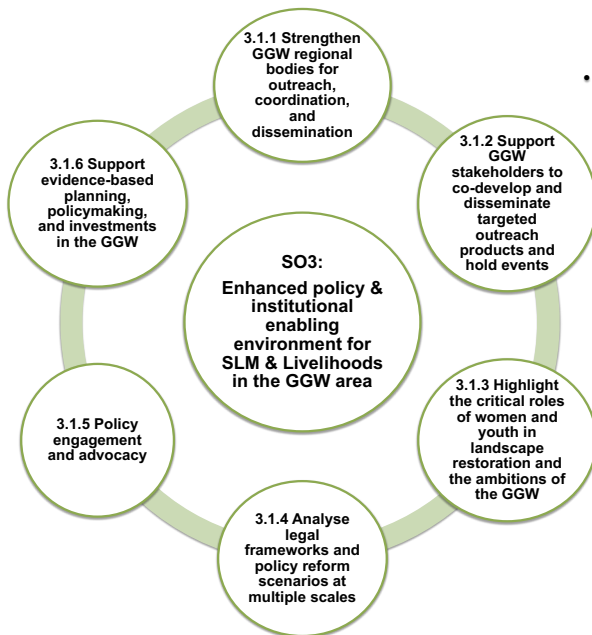 3.1.1 Strengthen
GGW regional
bodies for
outreach,
coordination,
and
dissemination
3.1.2 Support
GGW
stakeholders to
co-develop and
disseminate
targeted
outreach
products and
hold events
3.1.3 Highlight
the critical
roles of women
and youth in
landscape
restoration and
the ambitions of
the GGW
3.1.4 Analyse
legal
frameworks and
policy reform
scenarios at
multiple scales
3.1.5 Policy
engagement
and advocacy
3.1.6 Support
evidence-based
planning,
policymaking,
and investments
in the GGW
SO3:
Enhanced policy &
institutional
enabling
environment for
SLM & Livelihoods
in the GGW area